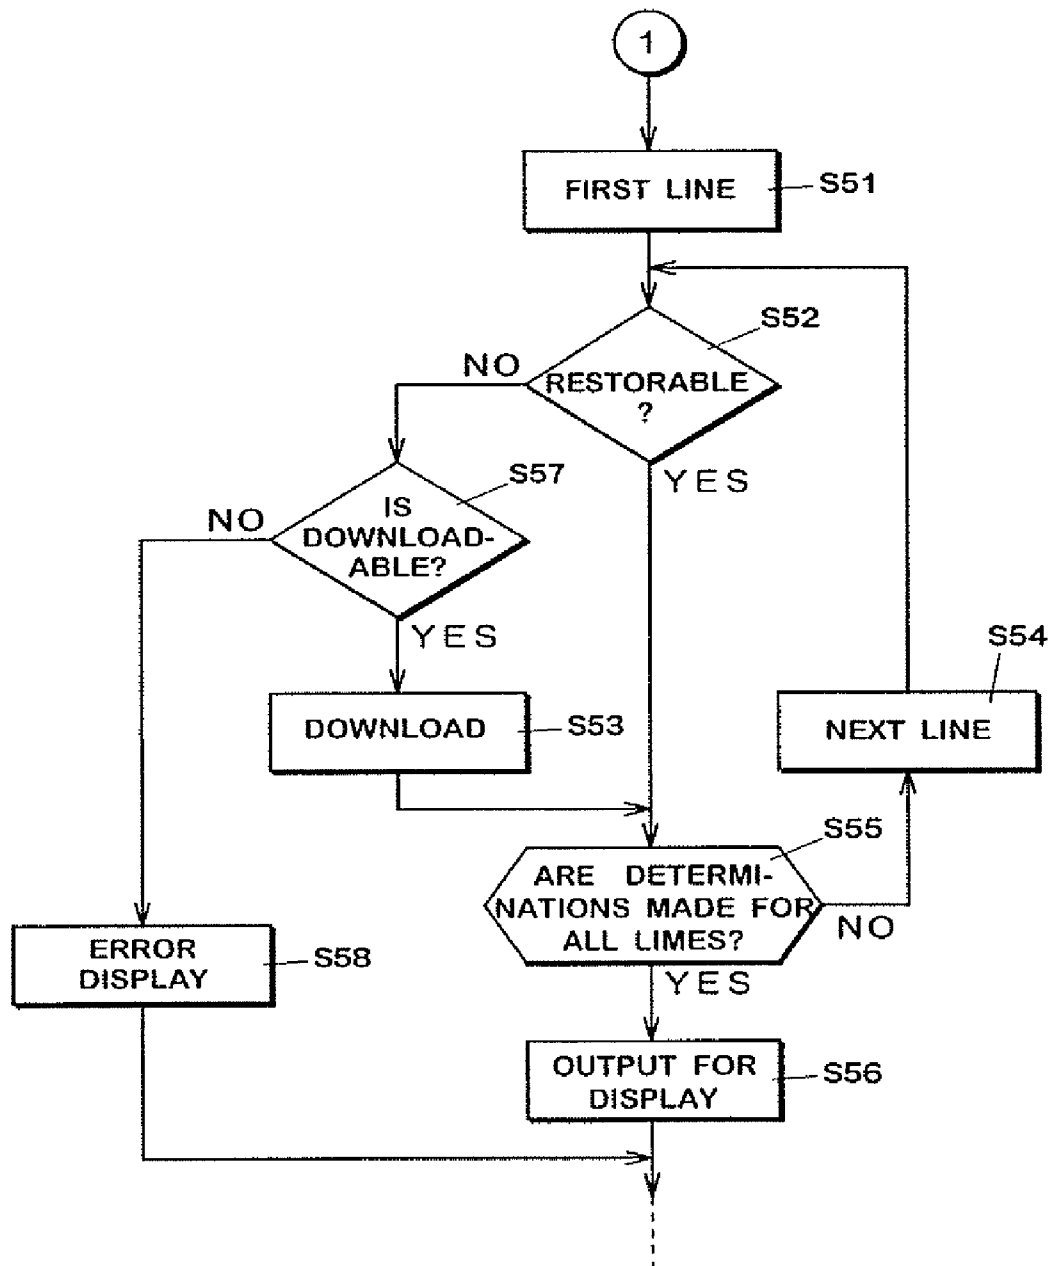 1
FIRST LINE
S51
S52
NO
RESTORABLE
?
YES
S57
NO
IS
DOWNLOAD-
ABLE?
YES
S54
DOWNLOAD
S53
NEXT LINE
S55
ARE DETERMI-
NATIONS MADE FOR
ALL LIMES?
NO
YES
ERROR
DISPLAY
S58
OUTPUT FOR
DISPLAY
S56